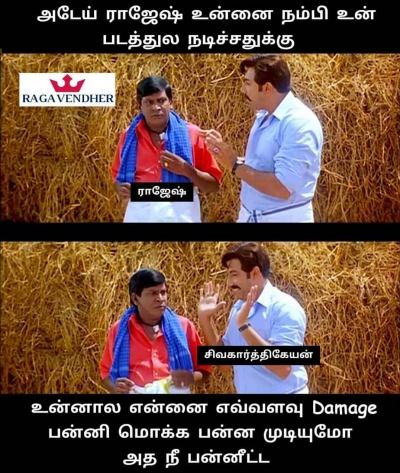 அடேய் ராஜேஷ் உன்னை நம்பி உன்
படத்துல நடிச்சதுக்கு
RAGAVENDHER
ராஜேஷ்
சிவகார்த்திகேயன்
உன்னால என்னை எவ்வளவு Damage
பன்னி மொக்க பன்ன முடியுமோ
அத நீ பன்னீட்ட